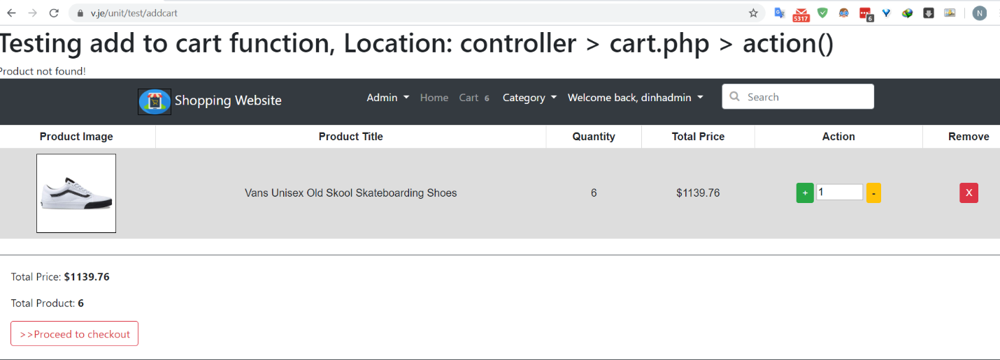 v.je/unit/test/addcart
5317
6
N
Testing add to cart function, Location: controller > cart.php > action()
Product not found!
Shopping Website Admin Home Cart 6 Category Welcome back, dinhadmin Search
Product Image Product Title Quantity Total Price Action Remove
Vans Unisex Old Skool Skateboarding Shoes 6 $1139.76 + 1 - X
Total Price: $1139.76
Total Product: 6
>>Proceed to checkout